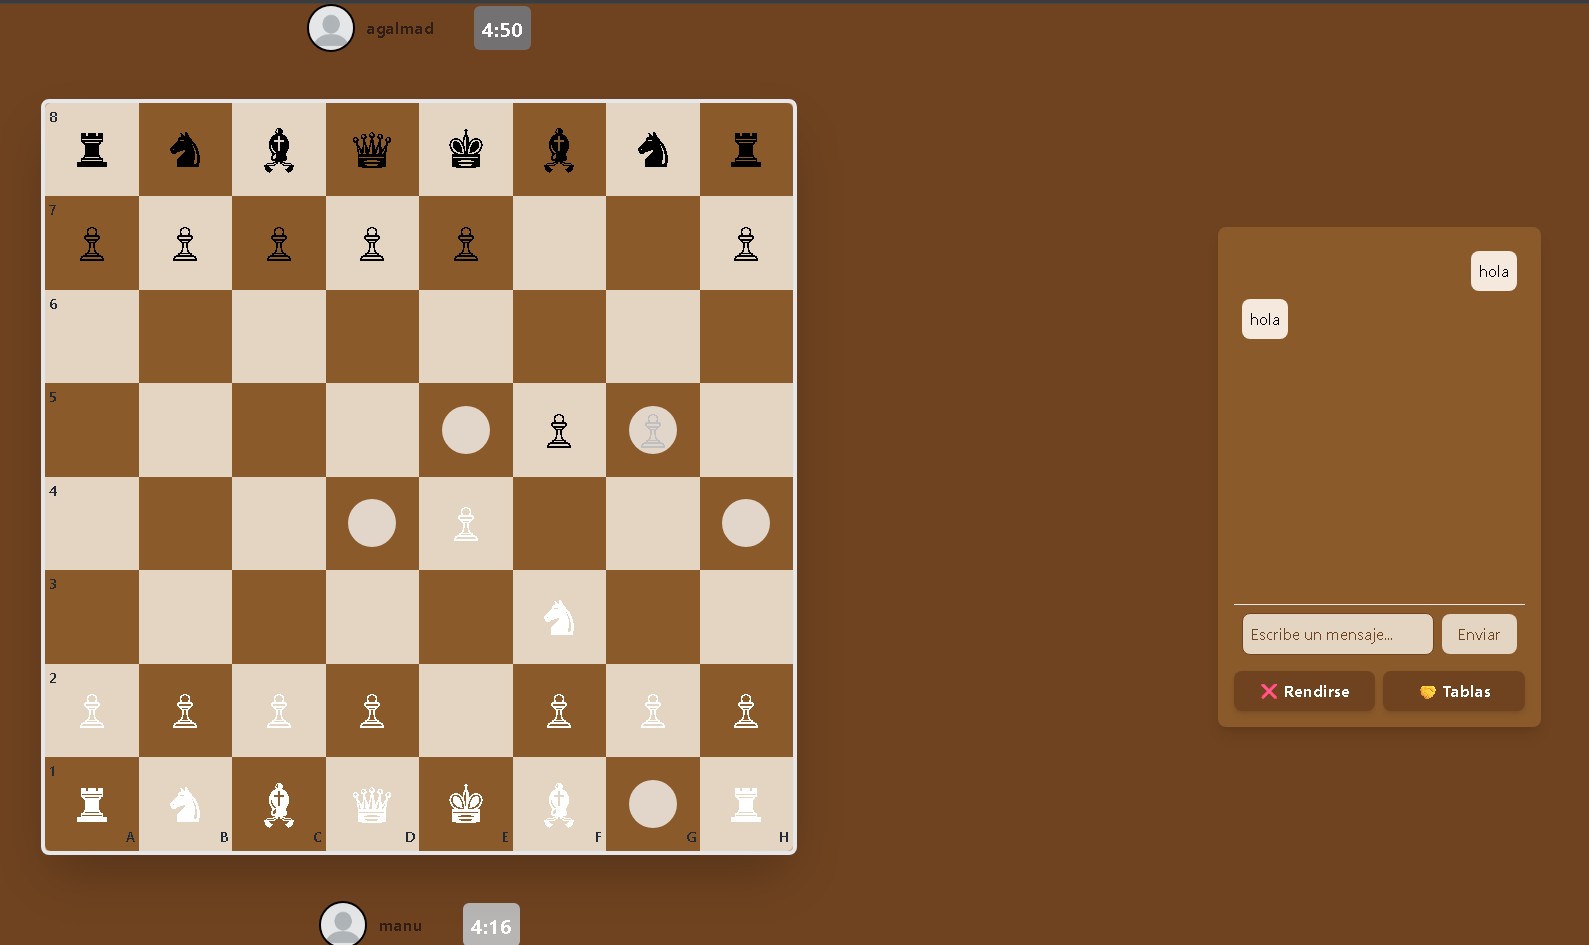 agalmad 4:50
8
7
6
5
4
3
2
1
A B C D E F G H
hola
hola
Escribe un mensaje... Enviar
❌ Rendirse 🤝 Tablas
manu 4:16